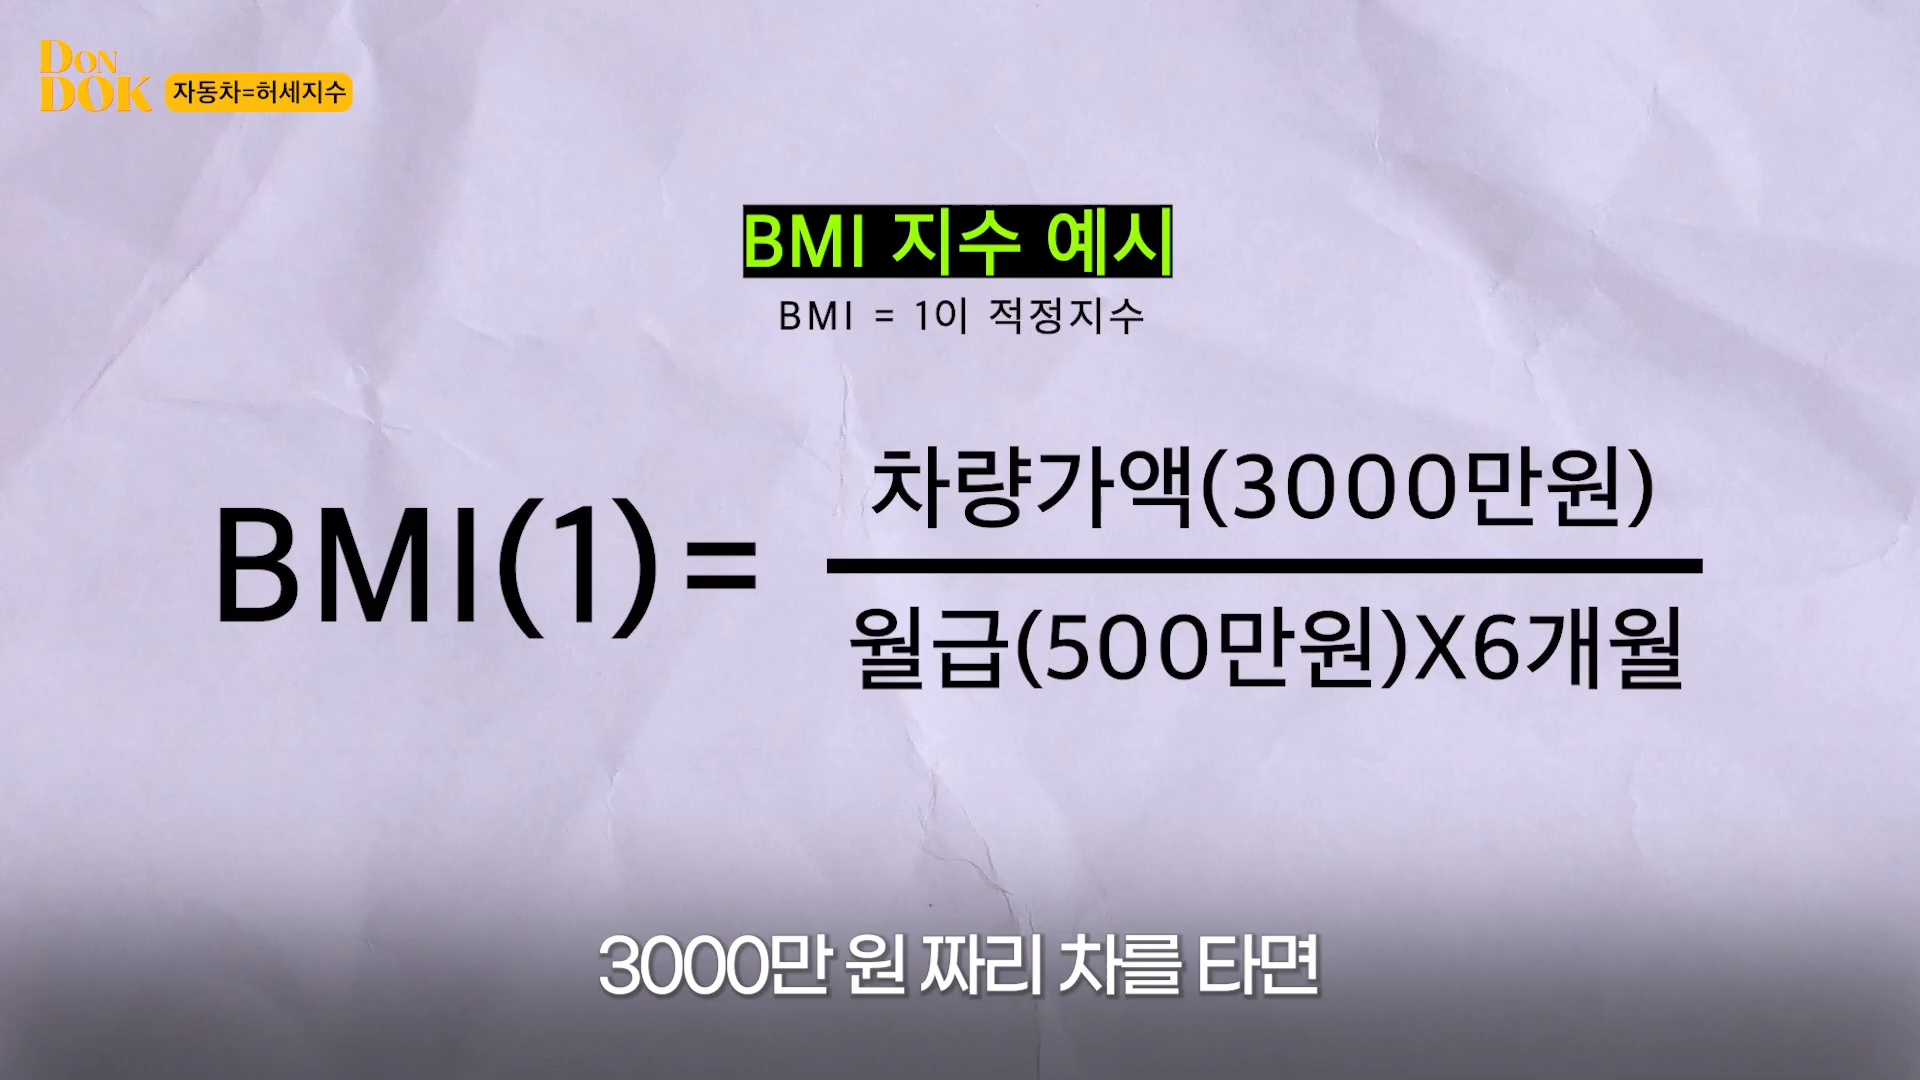 DON
DOK
자동차=허세지수
BMI 지수 예시
BMI = 1이 적정지수
BMI(1)=
차량가액(3000만원)
월급(500만원)X6개월
3000만 원 짜리 차를 타면